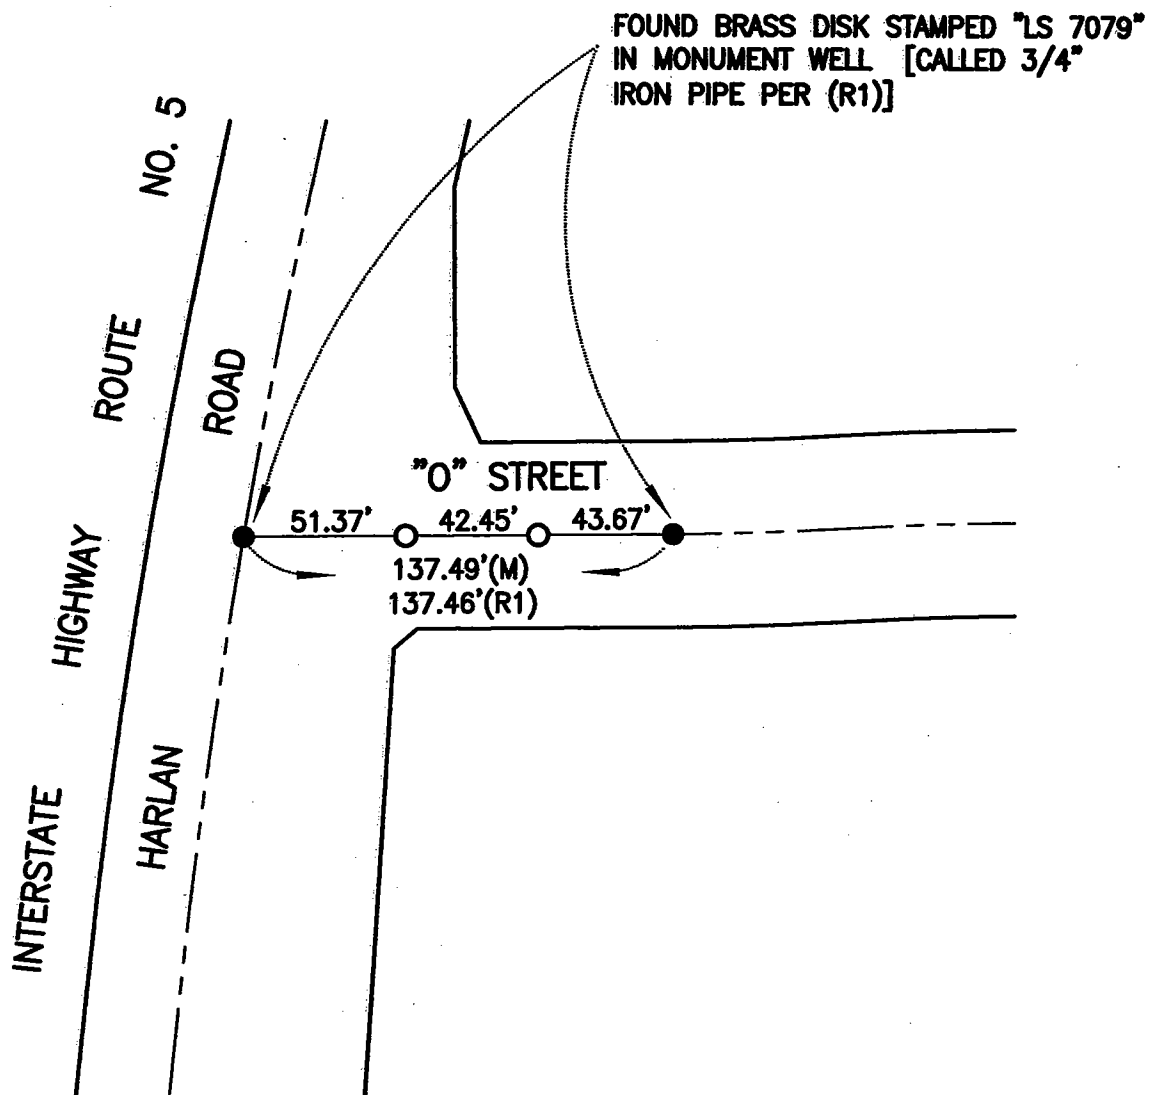 FOUND BRASS DISK STAMPED "LS 7079"
IN MONUMENT WELL [CALLED 3/4"
IRON PIPE PER (R1)]
INTERSTATE HIGHWAY ROUTE NO. 5
HARLAN ROAD
"O" STREET
51.37' 42.45' 43.67'
137.49'(M)
137.46'(R1)